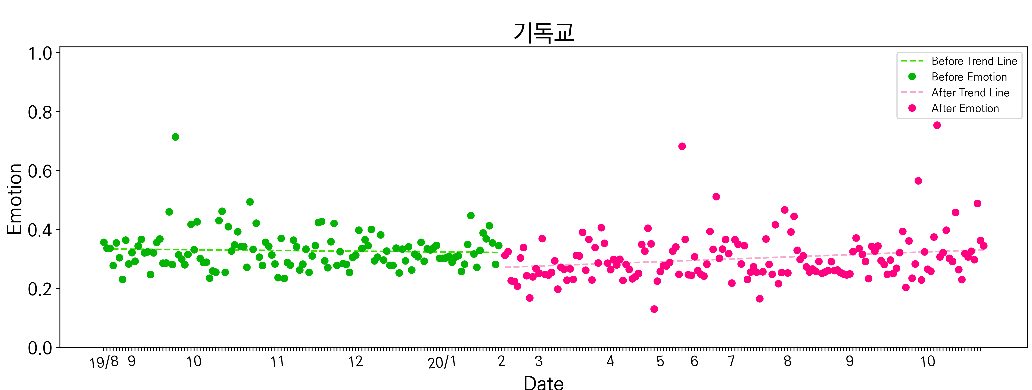 기독교
1.0
0.8
0.6
0.4
0.2
0.0
Emotion
Before Trend Line
Before Emotion
After Trend Line
After Emotion
19/8 9 10 11 12 20/1 2 3 4 5 6 7 8 9 10
Date